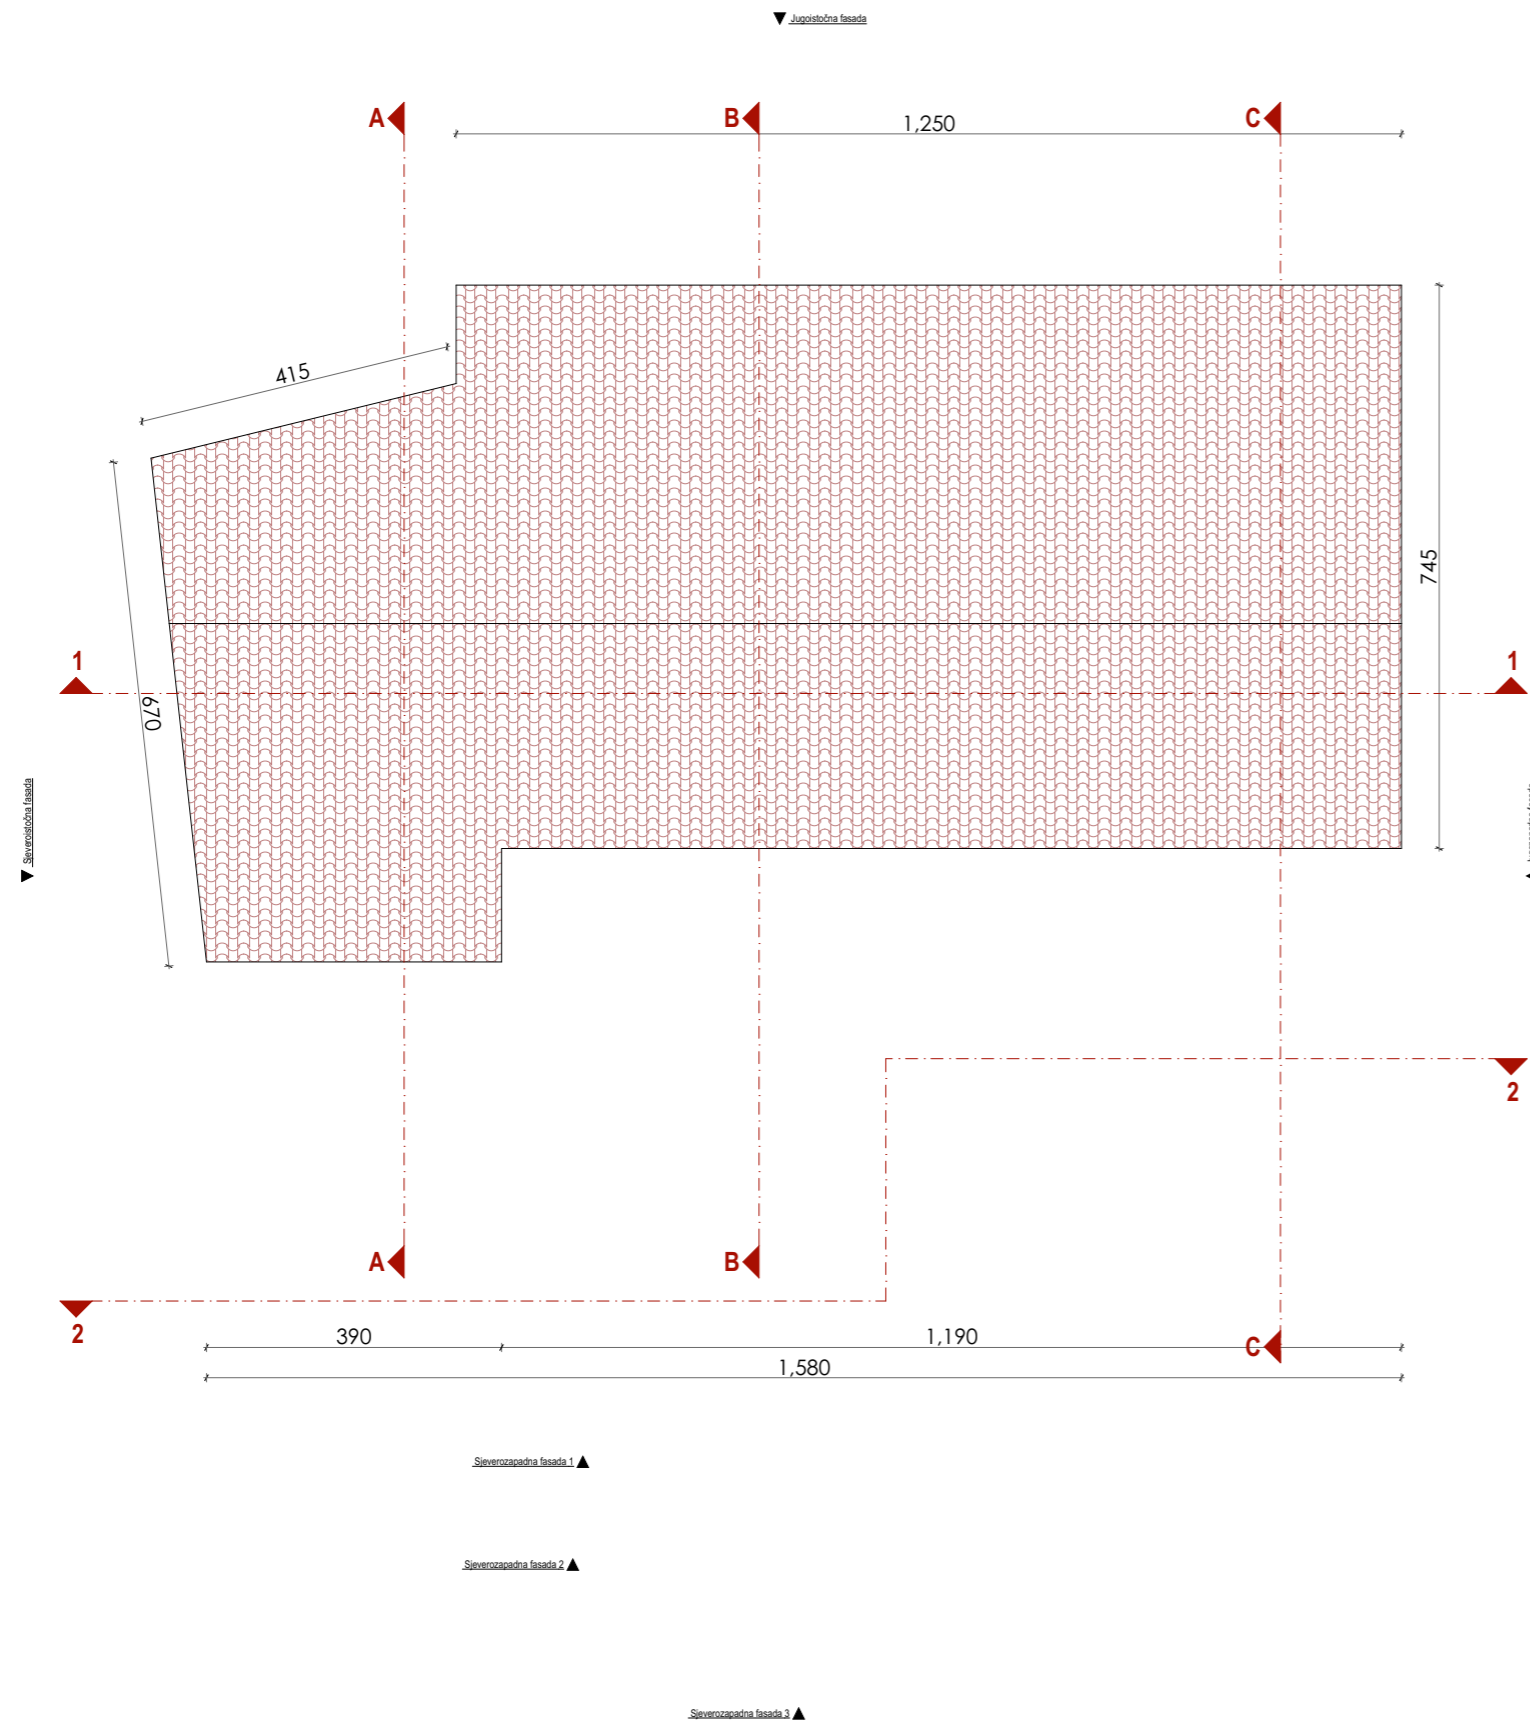 Jugoistočna fasada
A
B
C
1,250
415
745
1
1
670
Sjeveroistočna fasada
2
A
B
2
390
1,190
C
1,580
Sjeverozapadna fasada 1
Sjeverozapadna fasada 2
Sjeverozapadna fasada 3